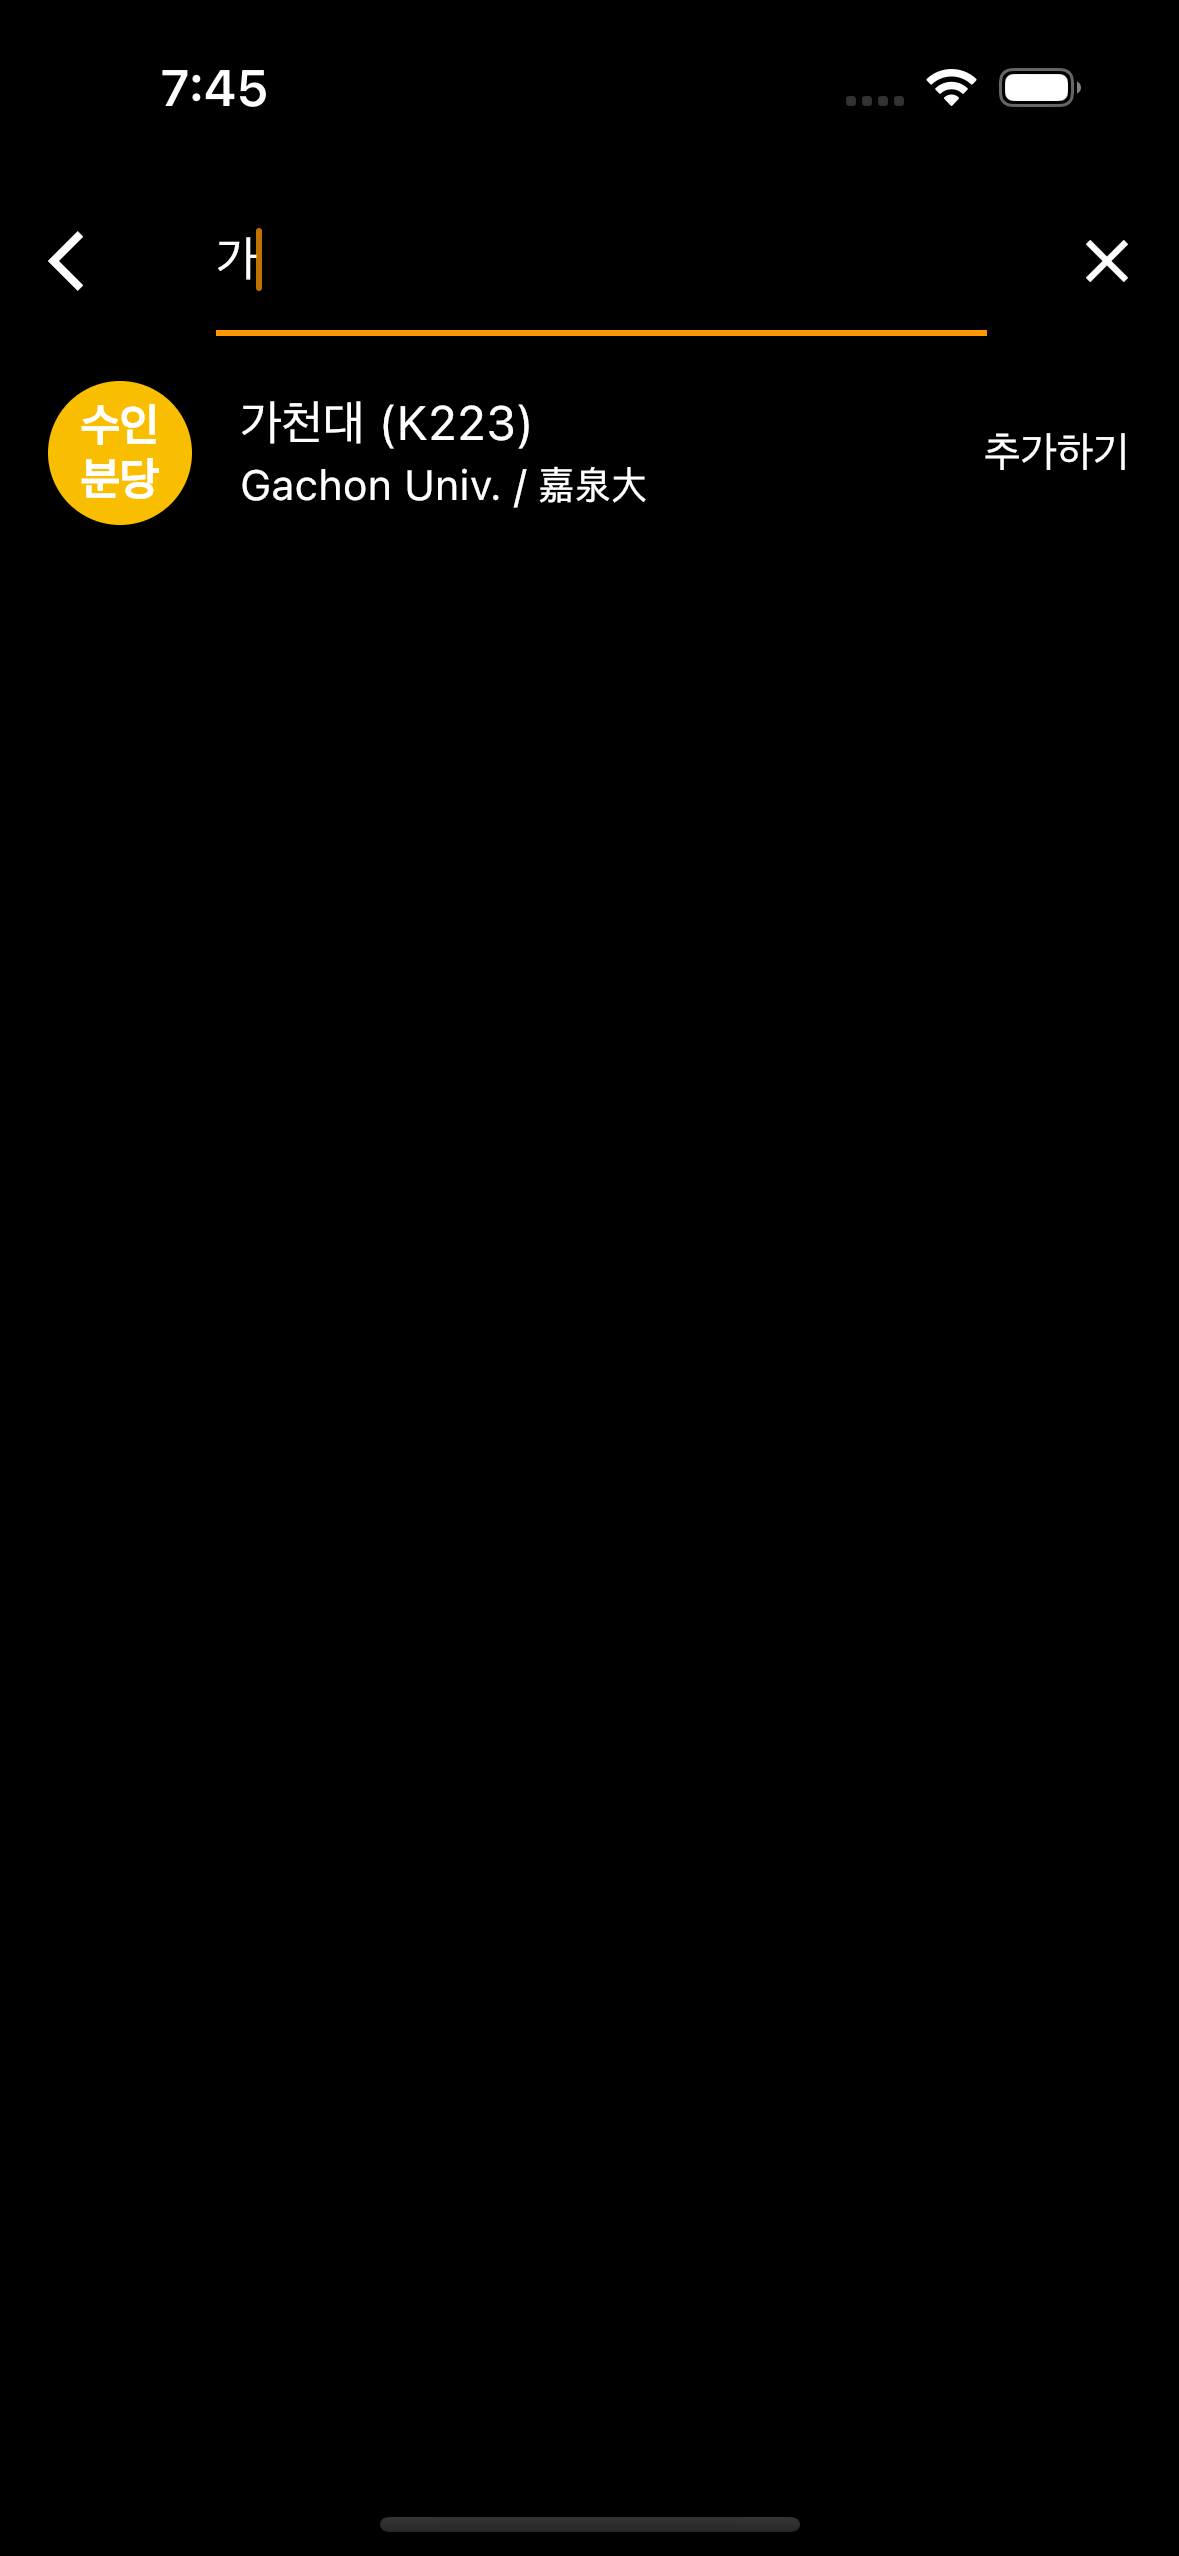 7:45
가
수인
분당
가천대 (K223)
Gachon Univ. / 嘉泉大
추가하기